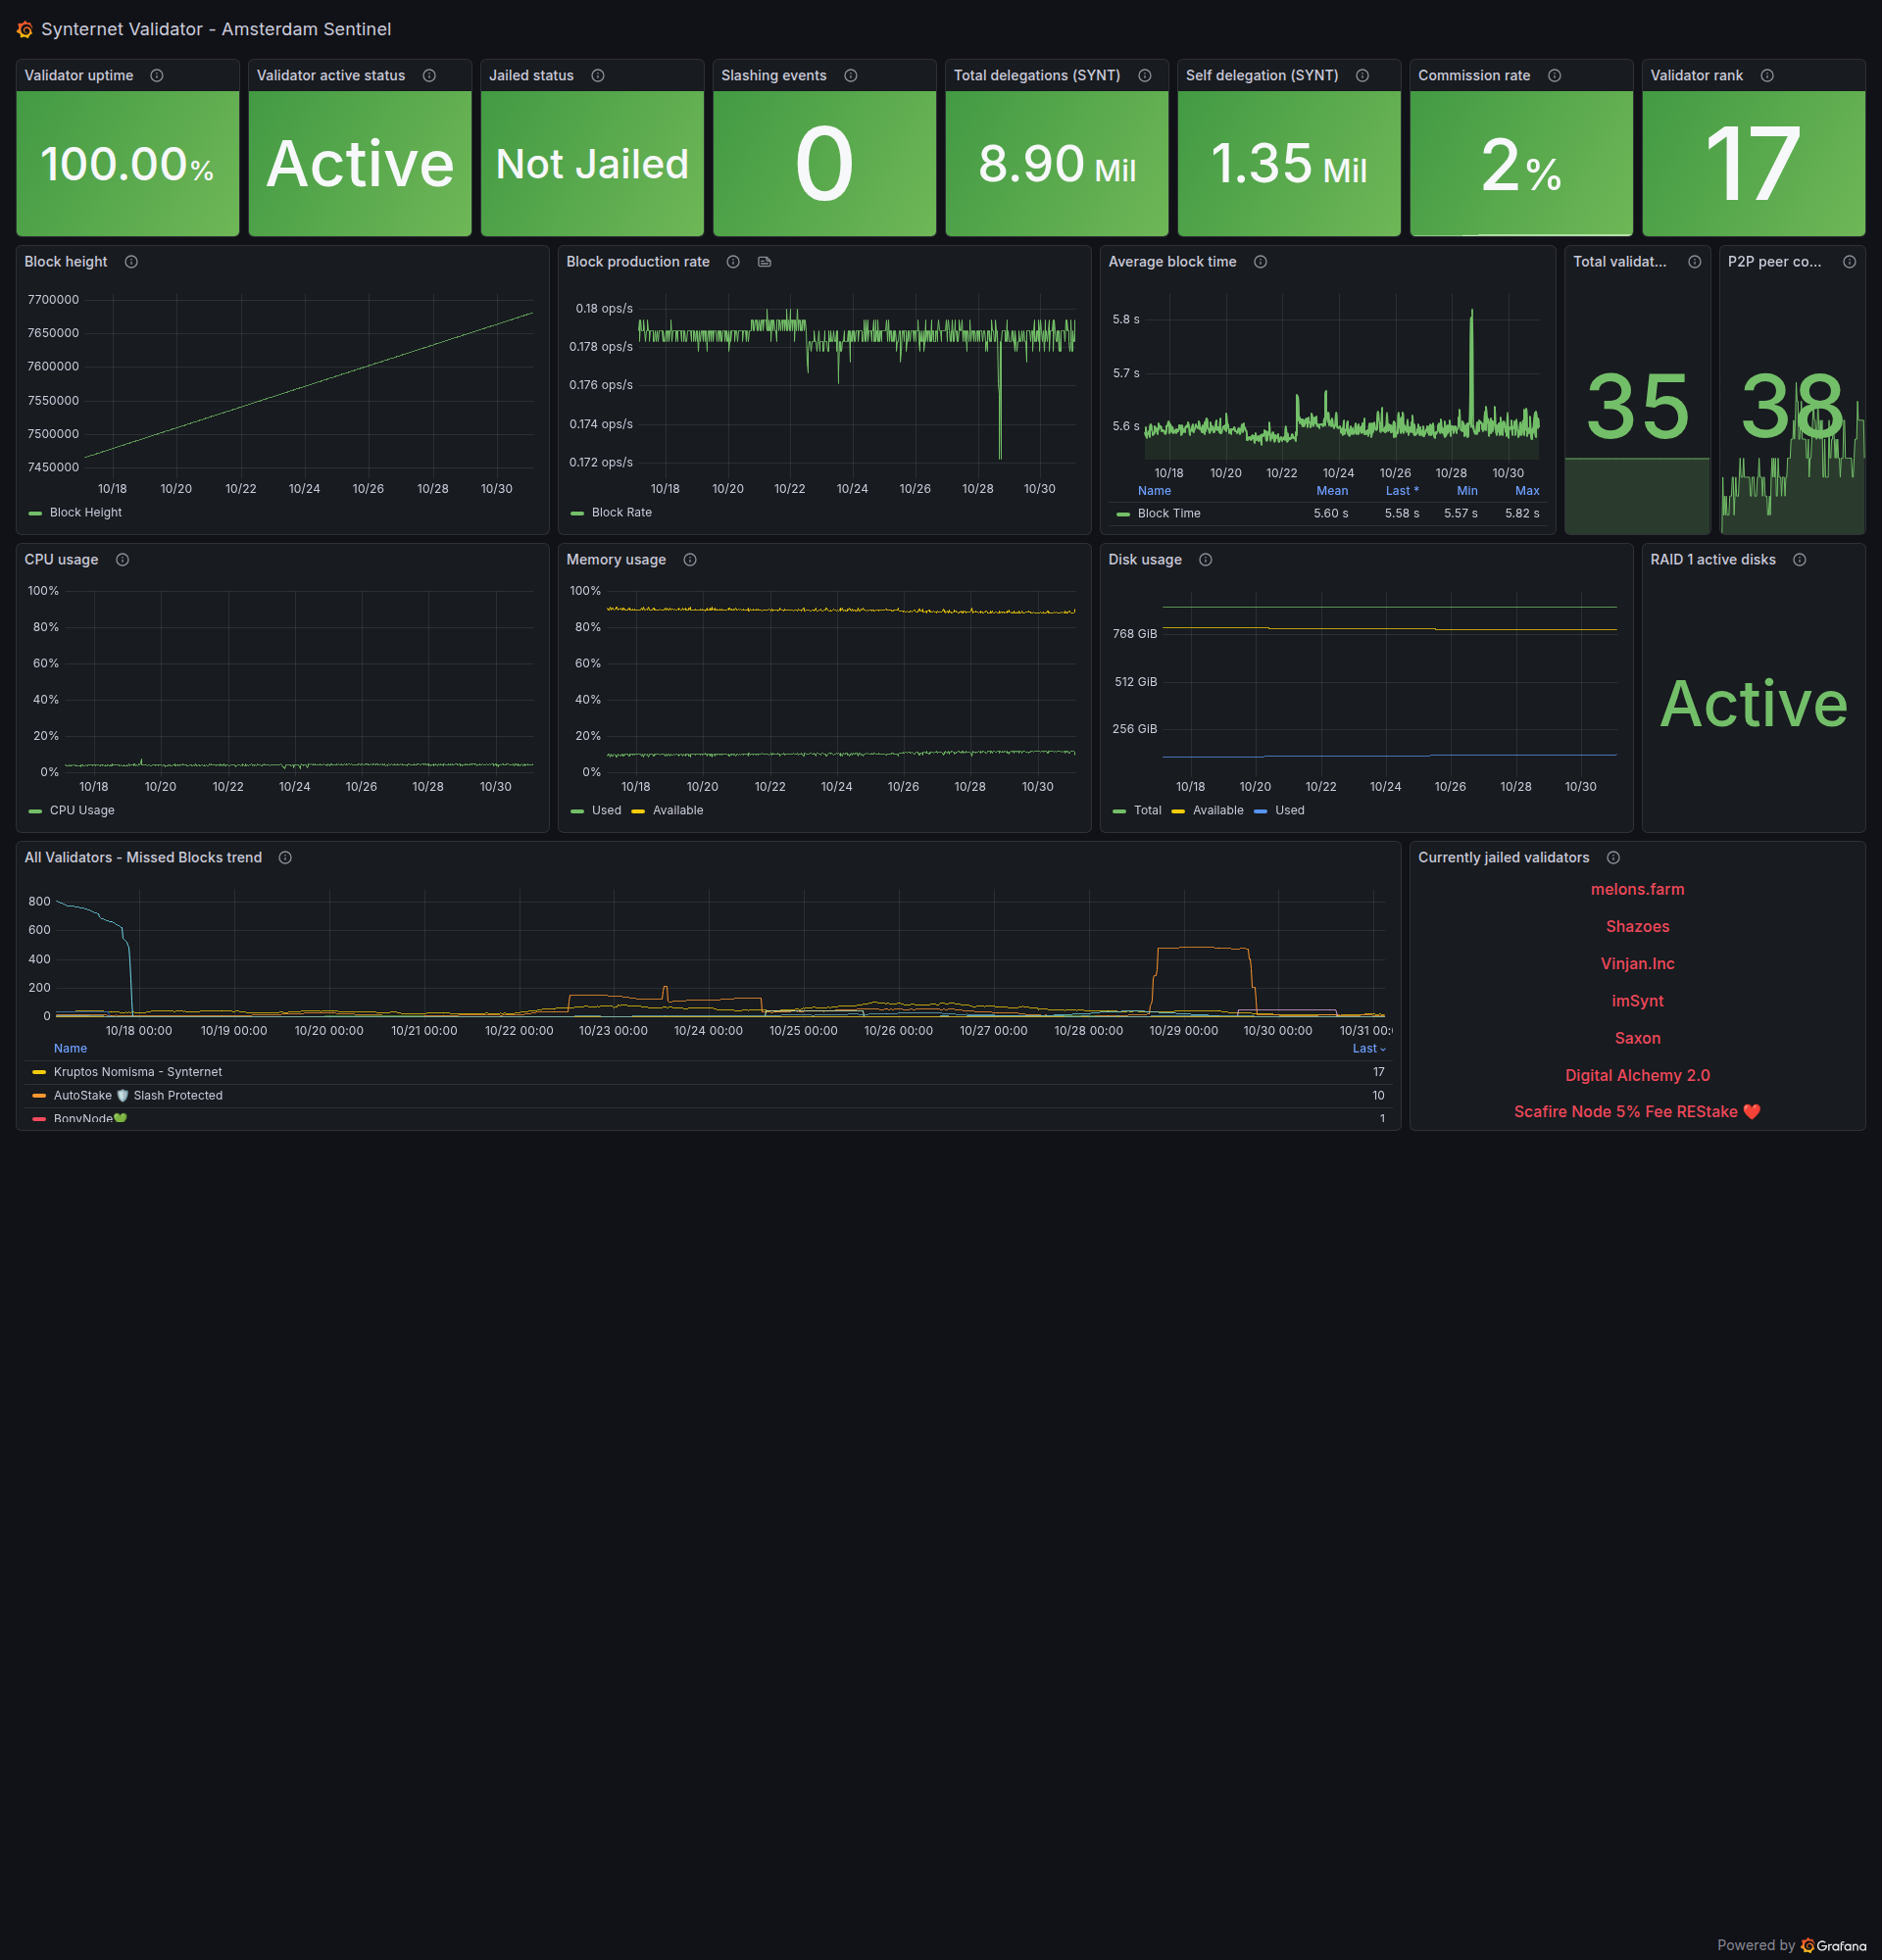 Synternet Validator - Amsterdam Sentinel
Validator uptime
100.00%
Validator active status
Active
Jailed status
Not Jailed
Slashing events
0
Total delegations (SYNT)
8.90 Mil
Self delegation (SYNT)
1.35 Mil
Commission rate
2%
Validator rank
17
Block height
7700000
7650000
7600000
7550000
7500000
7450000
10/18 10/20 10/22 10/24 10/26 10/28 10/30
Block Height
Block production rate
0.18 ops/s
0.178 ops/s
0.176 ops/s
0.174 ops/s
0.172 ops/s
10/18 10/20 10/22 10/24 10/26 10/28 10/30
Block Rate
Average block time
5.8 s
5.7 s
5.6 s
10/18 10/20 10/22 10/24 10/26 10/28 10/30
Name Mean Last * Min Max
Block Time 5.60 s 5.58 s 5.57 s 5.82 s
Total validat...
35
P2P peer co...
38
CPU usage
100%
80%
60%
40%
20%
0%
10/18 10/20 10/22 10/24 10/26 10/28 10/30
CPU Usage
Memory usage
100%
80%
60%
40%
20%
0%
10/18 10/20 10/22 10/24 10/26 10/28 10/30
Used Available
Disk usage
768 GiB
512 GiB
256 GiB
10/18 10/20 10/22 10/24 10/26 10/28 10/30
Total Available Used
RAID 1 active disks
Active
All Validators - Missed Blocks trend
800
600
400
200
0
10/18 00:00 10/19 00:00 10/20 00:00 10/21 00:00 10/22 00:00 10/23 00:00 10/24 00:00 10/25 00:00 10/26 00:00 10/27 00:00 10/28 00:00 10/29 00:00 10/30 00:00 10/31 00:
Name Last
Kruptos Nomisma - Synternet 17
AutoStake 🛡️ Slash Protected 10
BonyNode💚 1
Currently jailed validators
melons.farm
Shazoes
Vinjan.Inc
imSynt
Saxon
Digital Alchemy 2.0
Scafire Node 5% Fee REStake ❤️
Powered by Grafana